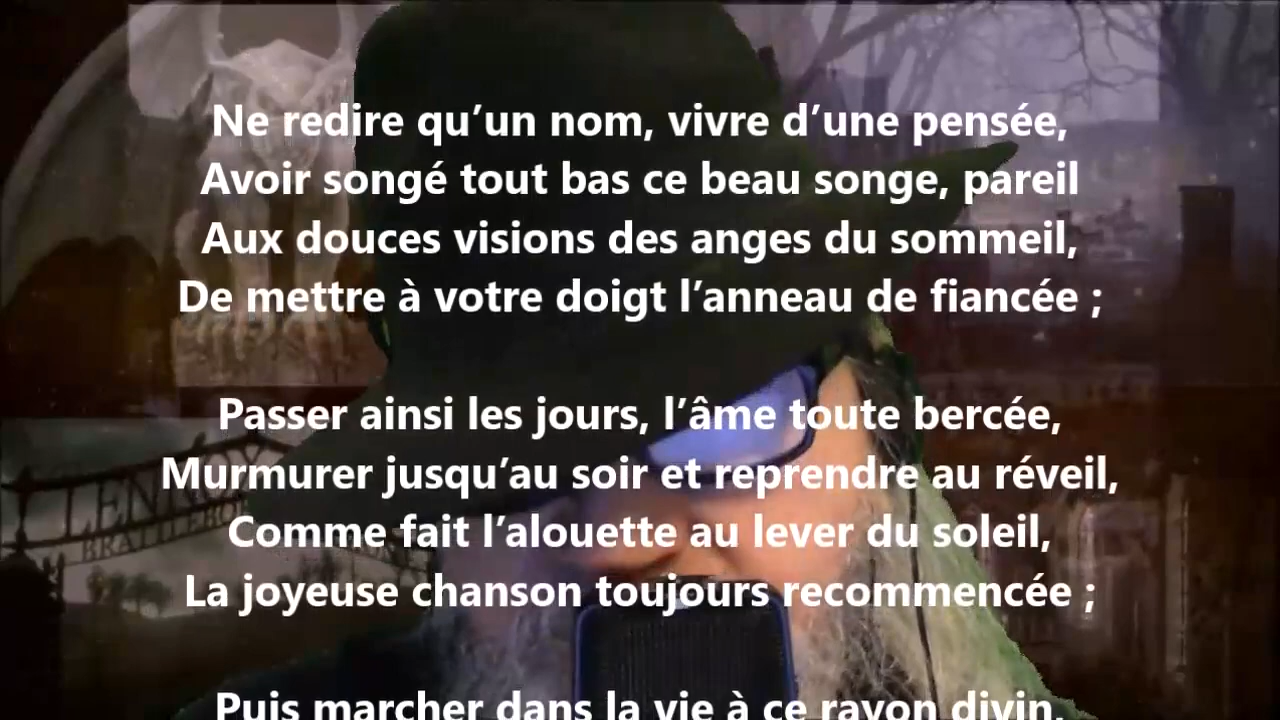 Ne redire qu’un nom, vivre d’une pensée,
Avoir songé tout bas ce beau songe, pareil
Aux douces visions des anges du sommeil,
De mettre à votre doigt l’anneau de fiancée ;
Passer ainsi les jours, l’âme toute bercée,
Murmurer jusqu’au soir et reprendre au réveil,
Comme fait l’alouette au lever du soleil,
La joyeuse chanson toujours recommencée ;
Puis marcher dans la vie à ce rayon divin,